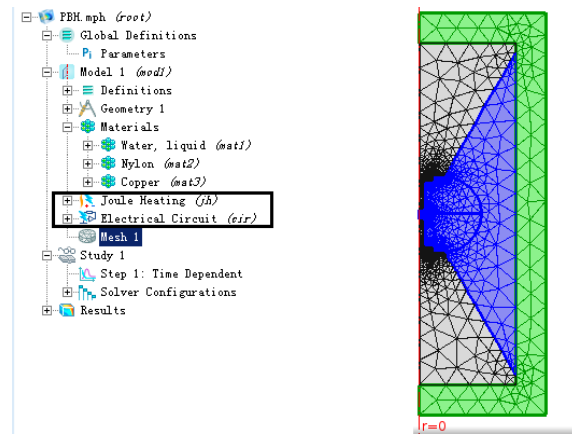 PBH.mph (root)
Global Definitions
Pi Parameters
Model 1 (mod1)
Definitions
Geometry 1
Materials
Water, liquid (mat1)
Nylon (mat2)
Copper (mat3)
Joule Heating (jh)
Electrical Circuit (cir)
Mesh 1
Study 1
Step 1: Time Dependent
Solver Configurations
Results
r=0